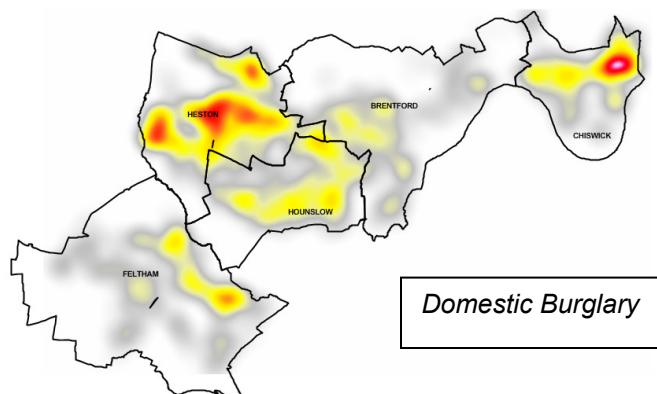 BRENTFORD
HESTON
CHISWICK
HOUNSLOW
FELTHAM
Domestic Burglary